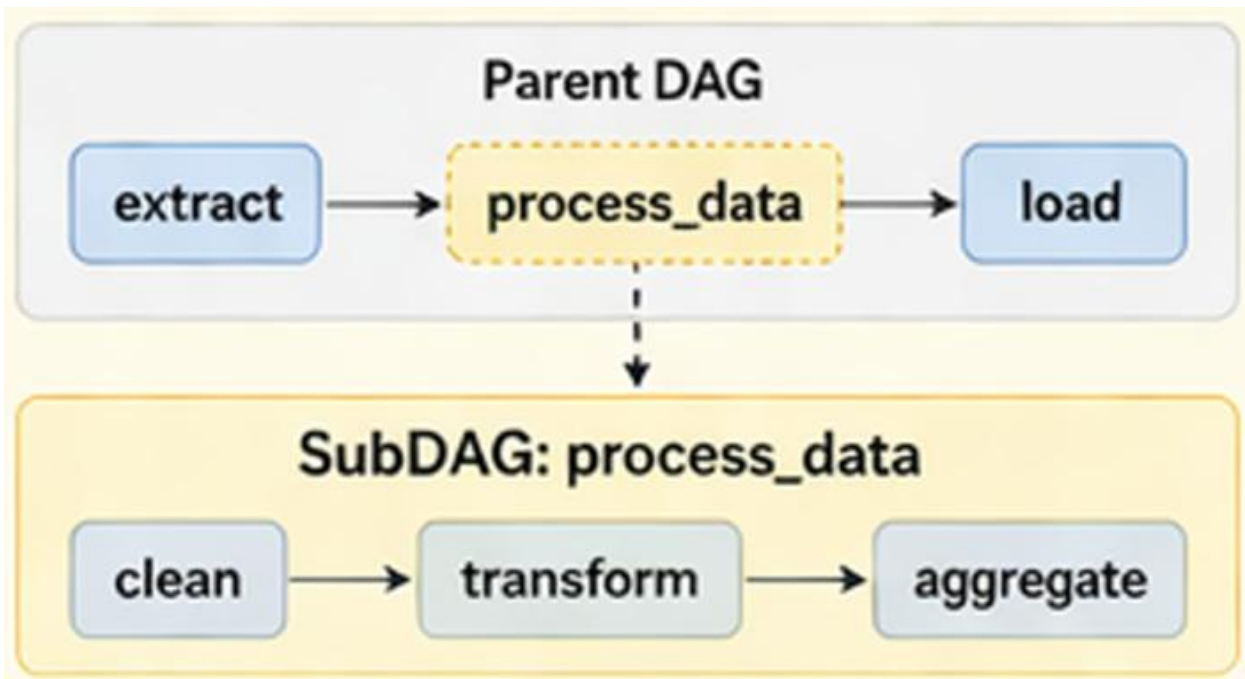 Parent DAG
extract process_data load
SubDAG: process_data
clean transform aggregate